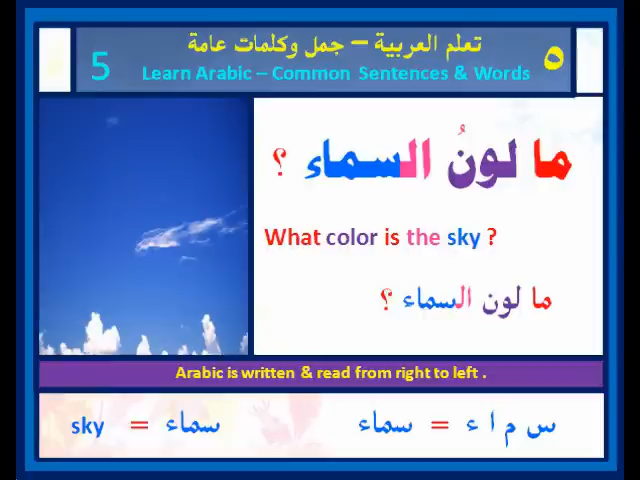 تعلم العربية – جمل وكلمات عامة
5 Learn Arabic – Common Sentences & Words ٥
ما لونُ السماء ؟
What color is the sky ?
ما لون السماء ؟
Arabic is written & read from right to left .
sky = سماء
س م ا ء = سماء